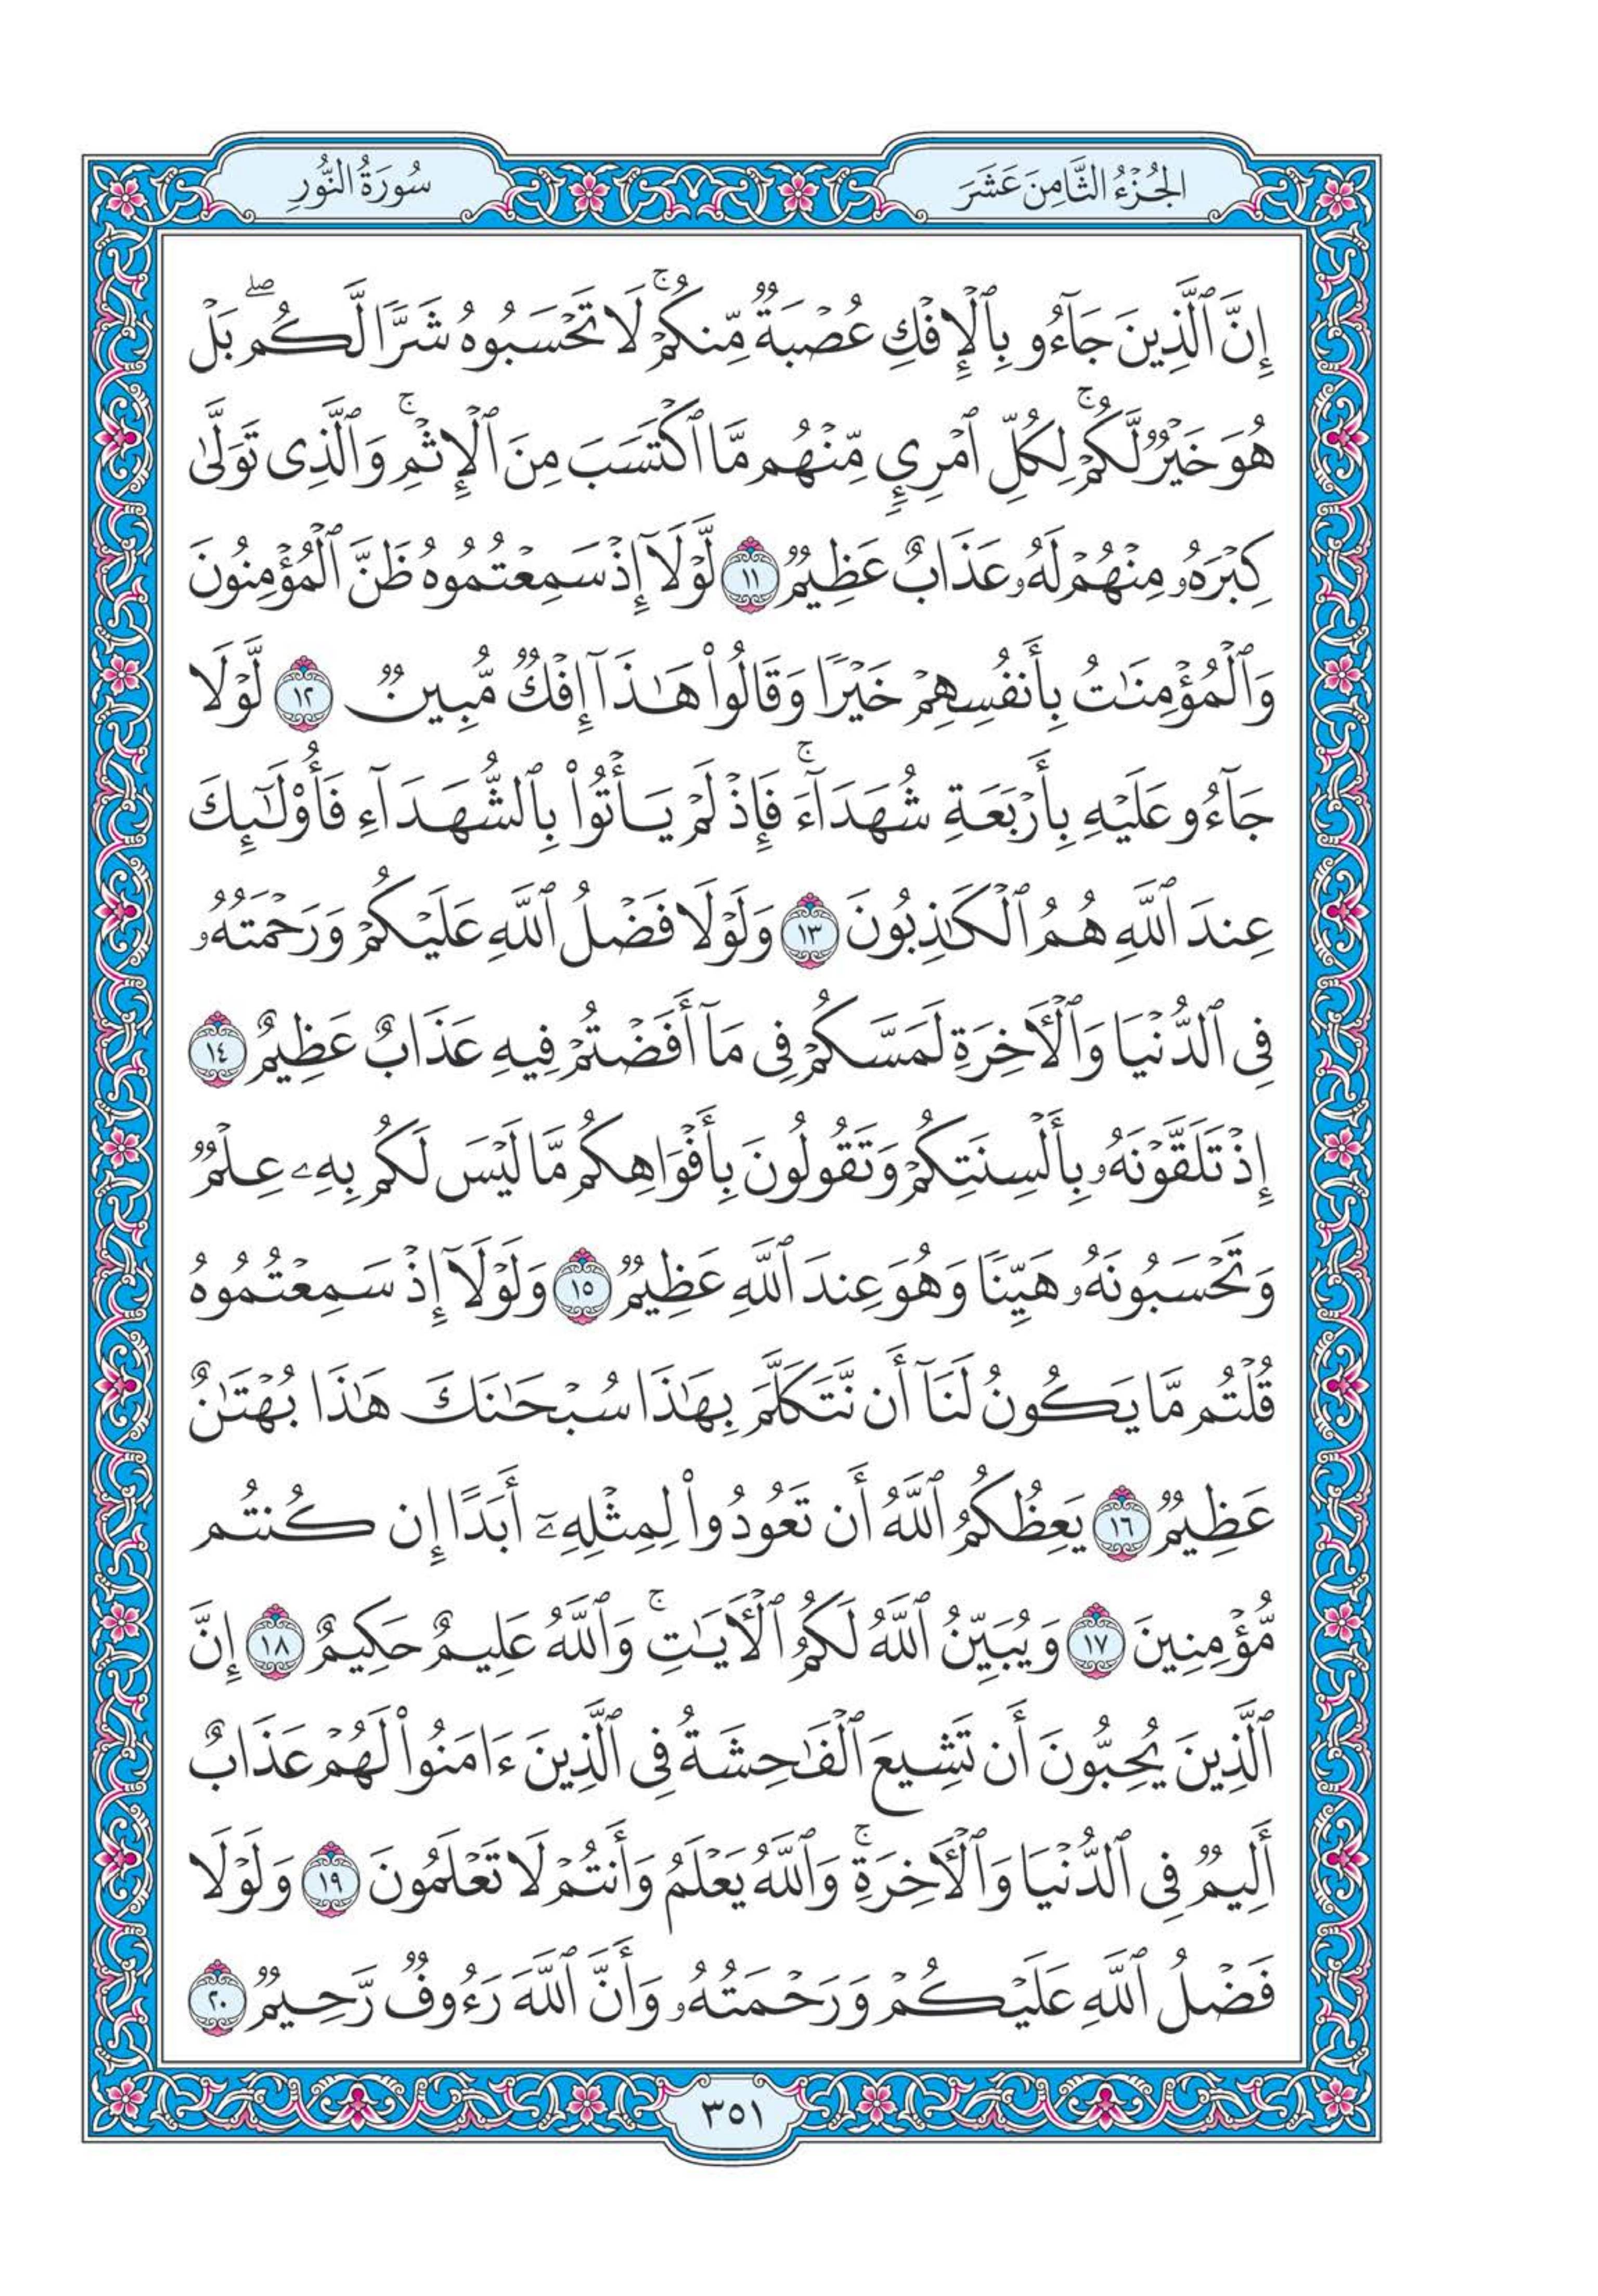 الجُزْءُ الثَّامِنَ عَشَرَ
سُورَةُ النُّورِ
إِنَّ ٱلَّذِينَ جَآءُو بِٱلْإِفْكِ عُصْبَةٌ مِّنكُمْۚ لَا تَحْسَبُوهُ شَرًّا لَّكُمۖ بَلْ
هُوَ خَيْرٌ لَّكُمْۚ لِكُلِّ ٱمْرِيٍٕ مِّنْهُم مَّا ٱكْتَسَبَ مِنَ ٱلْإِثْمِۚ وَٱلَّذِى تَوَلَّىٰ
كِبْرَهُۥ مِنْهُمْ لَهُۥ عَذَابٌ عَظِيمٌ ١١ لَّوْلَآ إِذْ سَمِعْتُمُوهُ ظَنَّ ٱلْمُؤْمِنُونَ
وَٱلْمُؤْمِنَٰتُ بِأَنفُسِهِمْ خَيْرًا وَقَالُوا۟ هَٰذَآ إِفْكٌ مُّبِينٌ ١٢ لَّوْلَا
جَآءُو عَلَيْهِ بِأَرْبَعَةِ شُهَدَآءَۚ فَإِذْ لَمْ يَأْتُوا۟ بِٱلشُّهَدَآءِ فَأُو۟لَٰٓئِكَ
عِندَ ٱللَّهِ هُمُ ٱلْكَٰذِبُونَ ١٣ وَلَوْلَا فَضْلُ ٱللَّهِ عَلَيْكُمْ وَرَحْمَتُهُۥ
فِى ٱلدُّنْيَا وَٱلْءَاخِرَةِ لَمَسَّكُمْ فِى مَآ أَفَضْتُمْ فِيهِ عَذَابٌ عَظِيمٌ ١٤
إِذْ تَلَقَّوْنَهُۥ بِأَلْسِنَتِكُمْ وَتَقُولُونَ بِأَفْوَاهِكُم مَّا لَيْسَ لَكُم بِهِۦ عِلْمٌ
وَتَحْسَبُونَهُۥ هَيِّنًا وَهُوَ عِندَ ٱللَّهِ عَظِيمٌ ١٥ وَلَوْلَآ إِذْ سَمِعْتُمُوهُ
قُلْتُم مَّا يَكُونُ لَنَآ أَن نَّتَكَلَّمَ بِهَٰذَا سُبْحَٰنَكَ هَٰذَا بُهْتَٰنٌ
عَظِيمٌ ١٦ يَعِظُكُمُ ٱللَّهُ أَن تَعُودُوا۟ لِمِثْلِهِۦٓ أَبَدًا إِن كُنتُم
مُّؤْمِنِينَ ١٧ وَيُبَيِّنُ ٱللَّهُ لَكُمُ ٱلْءَايَٰتِۚ وَٱللَّهُ عَلِيمٌ حَكِيمٌ ١٨ إِنَّ
ٱلَّذِينَ يُحِبُّونَ أَن تَشِيعَ ٱلْفَٰحِشَةُ فِى ٱلَّذِينَ ءَامَنُوا۟ لَهُمْ عَذَابٌ
أَلِيمٌ فِى ٱلدُّنْيَا وَٱلْءَاخِرَةِۚ وَٱللَّهُ يَعْلَمُ وَأَنتُمْ لَا تَعْلَمُونَ ١٩ وَلَوْلَا
فَضْلُ ٱللَّهِ عَلَيْكُمْ وَرَحْمَتُهُۥ وَأَنَّ ٱللَّهَ رَءُوفٌ رَّحِيمٌ ٢٠
٣٥١